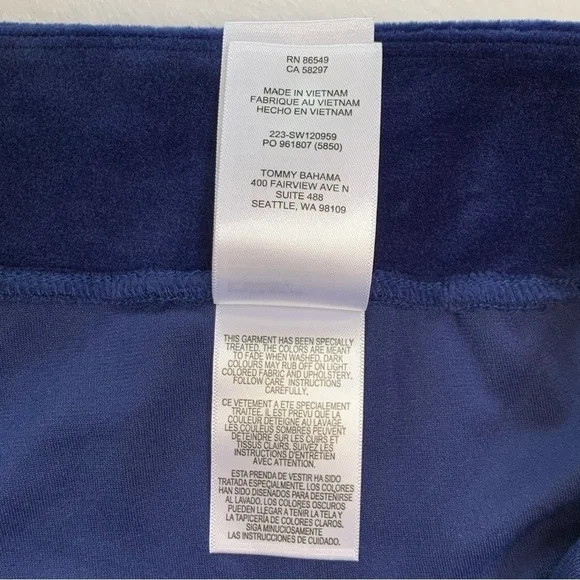 RN 86549
CA 58297
MADE IN VIETNAM
FABRIQUE AU VIETNAM
HECHO EN VIETNAM
223-SW120959
PO 961807 (5850)
TOMMY BAHAMA
400 FAIRVIEW AVE N
SUITE 488
SEATTLE, WA 98109
THIS GARMENT HAS BEEN SPECIALLY
TREATED. THE COLORS ARE MEANT
TO FADE WHEN WASHED. DARK
COLOURS MAY RUB OFF ON LIGHT
COLORED FABRIC AND UPHOLSTERY.
FOLLOW CARE INSTRUCTIONS
CAREFULLY.
CE VETEMENT A ETE SPECIALEMENT
TRAITEE. IL EST PREVU QUE LA
COULEUR DETEIGNE AU LAVAGE.
LES COULEUS SOMBRES PEUVENT
DETEINDRE SUR LES CUIRS ET
TISSUS CLAIRS. SUIVEZ LES
INSTRUCTIONS D'ENTRETIEN
AVEC ATTENTION.
ESTA PRENDA DE VESTIR HA SIDO
TRATADA ESPECIALMENTE. LOS COLORES
HAN SIDO DISENADOS PARA DESTENIRSE
AL LAVADO. LOS COLORES OSCUROS
PUEDEN LLEGAR A TEÑIR LA TELA Y
LA TAPICERÍA DE COLORES CLAROS.
SIGA MINUCIOSAMENTE
LAS INSTRUCCIONES DE CUIDADO.